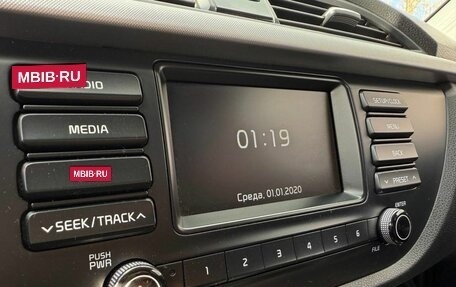 MBIB·RU
DIO
MEDIA
MBIB·RU
SEEK/TRACK
PUSH
PWR
01:19
Среда, 01.01.2020
1 2 3 4 5 6
SETUP/CLOCK
MENU
BACK
PRESET
ENTER
FILE